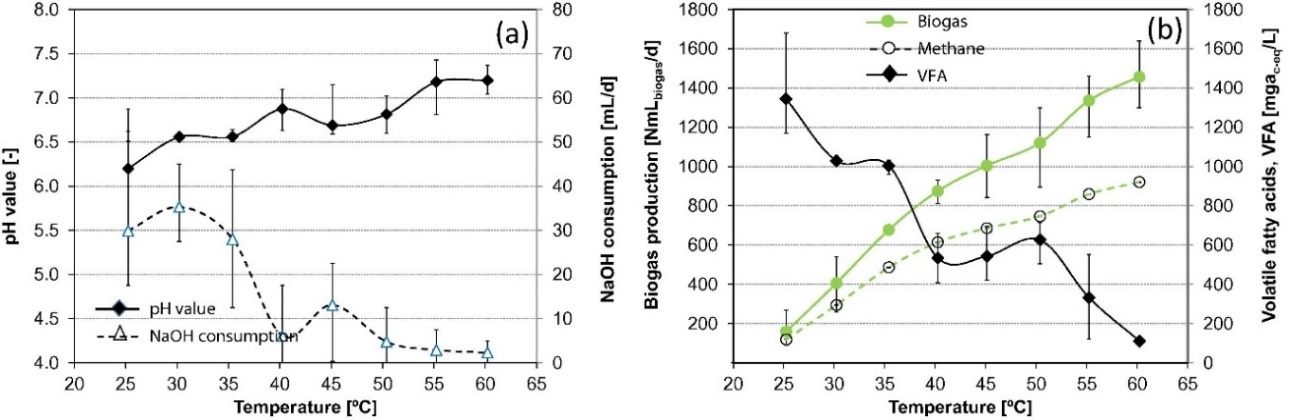 (a)
8.0
7.5
7.0
6.5
6.0
5.5
5.0
4.5
4.0
pH value [-]
80
70
60
50
40
30
20
10
0
NaOH consumption [mL/d]
pH value
NaOH consumption
20 25 30 35 40 45 50 55 60 65
Temperature [ºC]
(b)
1800
1600
1400
1200
1000
800
600
400
200
Biogas production [NmLbiogas/d]
Biogas
Methane
VFA
1800
1600
1400
1200
1000
800
600
400
200
0
Volatile fatty acids, VFA [mgac-eq/L]
20 25 30 35 40 45 50 55 60 65
Temperature [ºC]